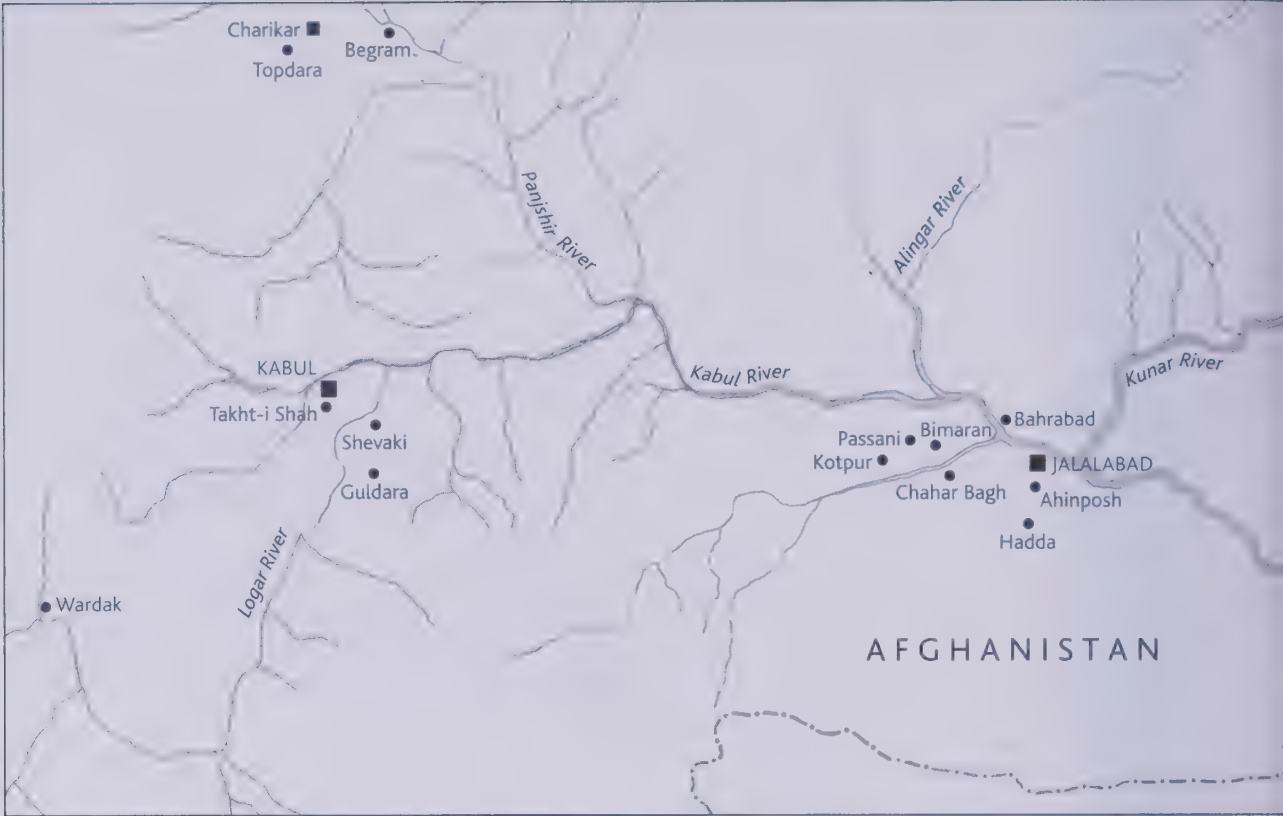 Charikar
Begram
Topdara
Panjshir River
Alingar River
Kunar River
KABUL
Kabul River
Takht-i Shah
Shevaki
Guldara
Bahrabad
Passani
Bimaran
Kotpur
JALALABAD
Chahar Bagh
Ahinposh
Hadda
Logar River
Wardak
AFGHANISTAN